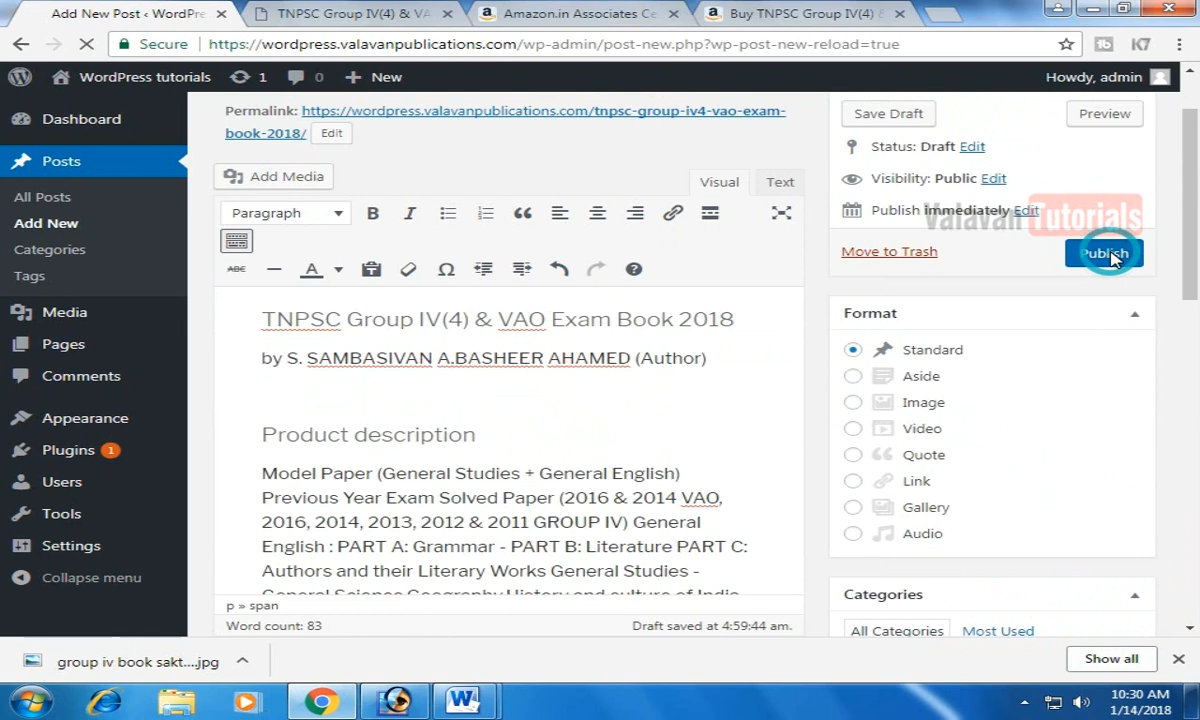 Add New Post ‹ WordPre
TNPSC Group IV(4) & VA
Amazon.in Associates Ce
Buy TNPSC Group IV(4) &
Secure
https://wordpress.valavanpublications.com/wp-admin/post-new.php?wp-post-new-reload=true
WordPress tutorials
1
0
New
Howdy, admin
Dashboard
Posts
All Posts
Add New
Categories
Tags
Media
Pages
Comments
Appearance
Plugins 1
Users
Tools
Settings
Collapse menu
Permalink: https://wordpress.valavanpublications.com/tnpsc-group-iv4-vao-exam-
book-2018/ Edit
Add Media
Visual
Text
Paragraph
B I
ABC
A
TNPSC Group IV(4) & VAO Exam Book 2018
by S. SAMBASIVAN A.BASHEER AHAMED (Author)
Product description
Model Paper (General Studies + General English)
Previous Year Exam Solved Paper (2016 & 2014 VAO,
2016, 2014, 2013, 2012 & 2011 GROUP IV) General
English : PART A: Grammar - PART B: Literature PART C:
Authors and their Literary Works General Studies -
General Science Geography History and culture of India
p » span
Word count: 83
Draft saved at 4:59:44 am.
Save Draft
Preview
Status: Draft Edit
Visibility: Public Edit
Publish immediately Edit
Valavan Tutorials
Move to Trash
Publish
Format
Standard
Aside
Image
Video
Quote
Link
Gallery
Audio
Categories
All Categories
Most Used
group iv book sakt....jpg
Show all
10:30 AM
1/14/2018